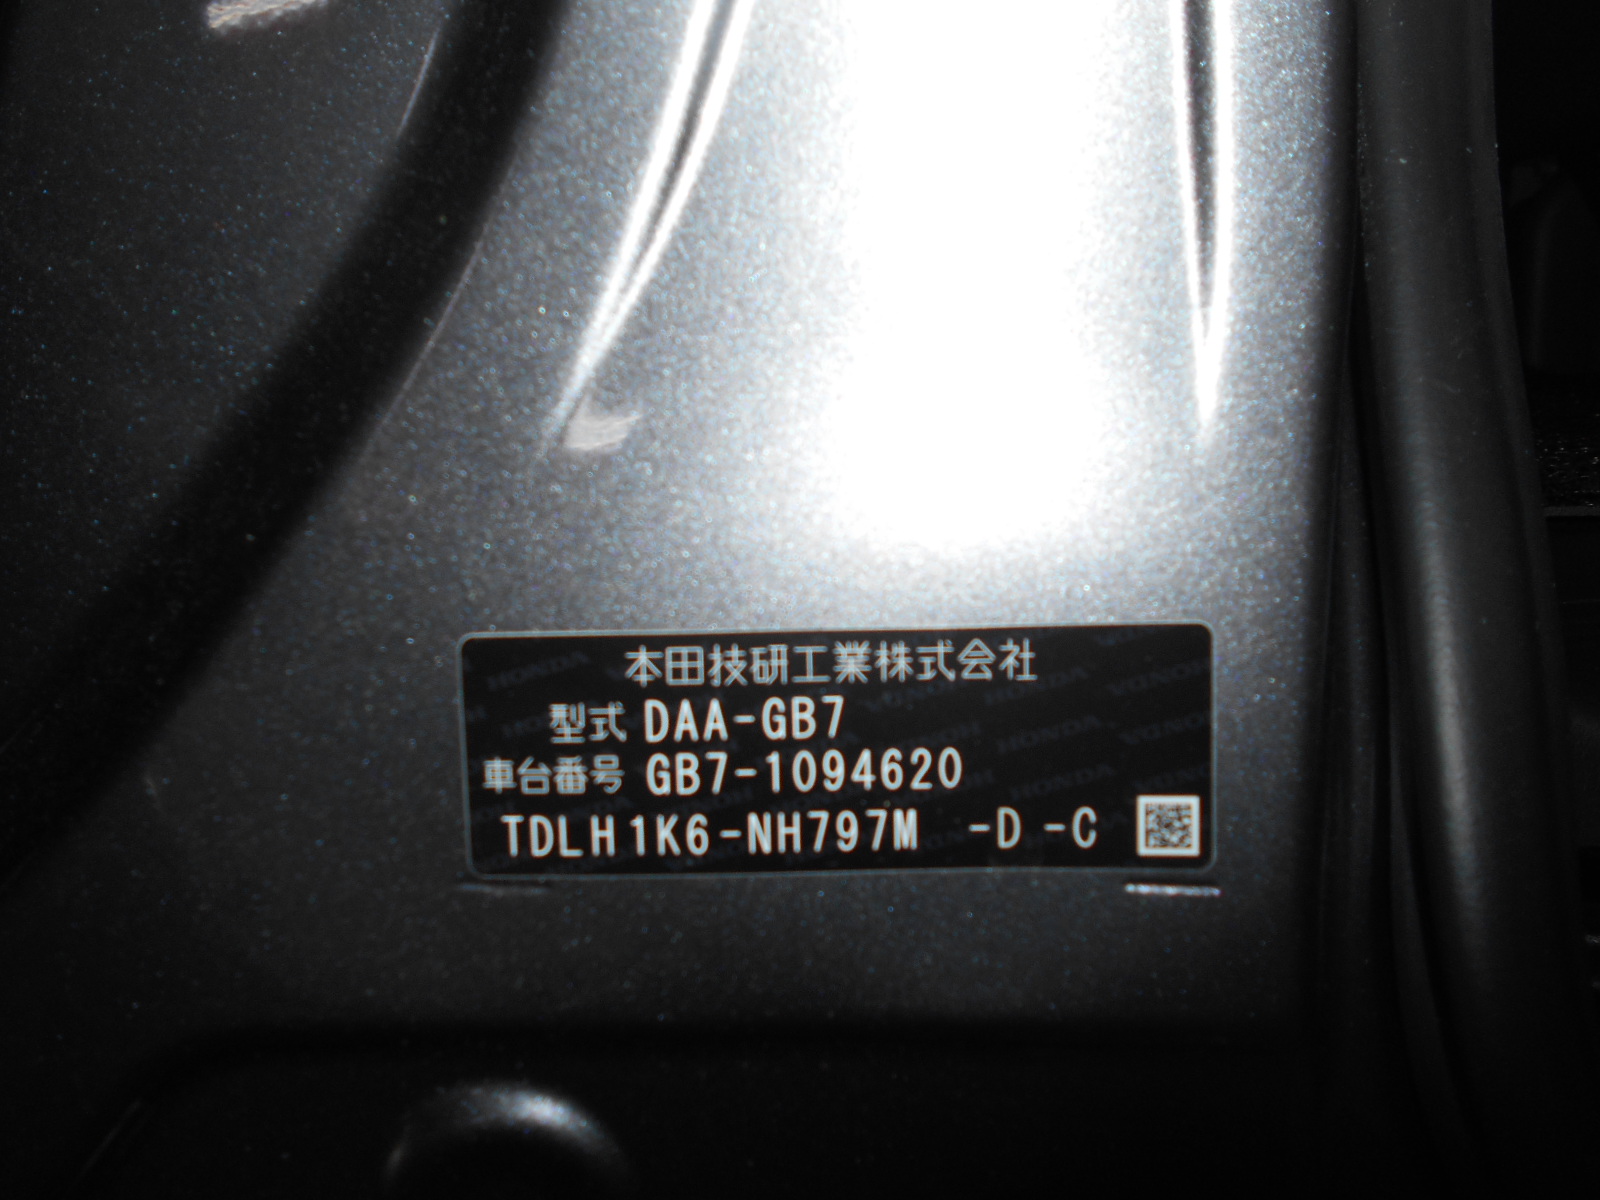 本田技研工業株式会社
型式 DAA-GB7
車台番号 GB7-1094620
TDLH1K6-NH797M -D -C